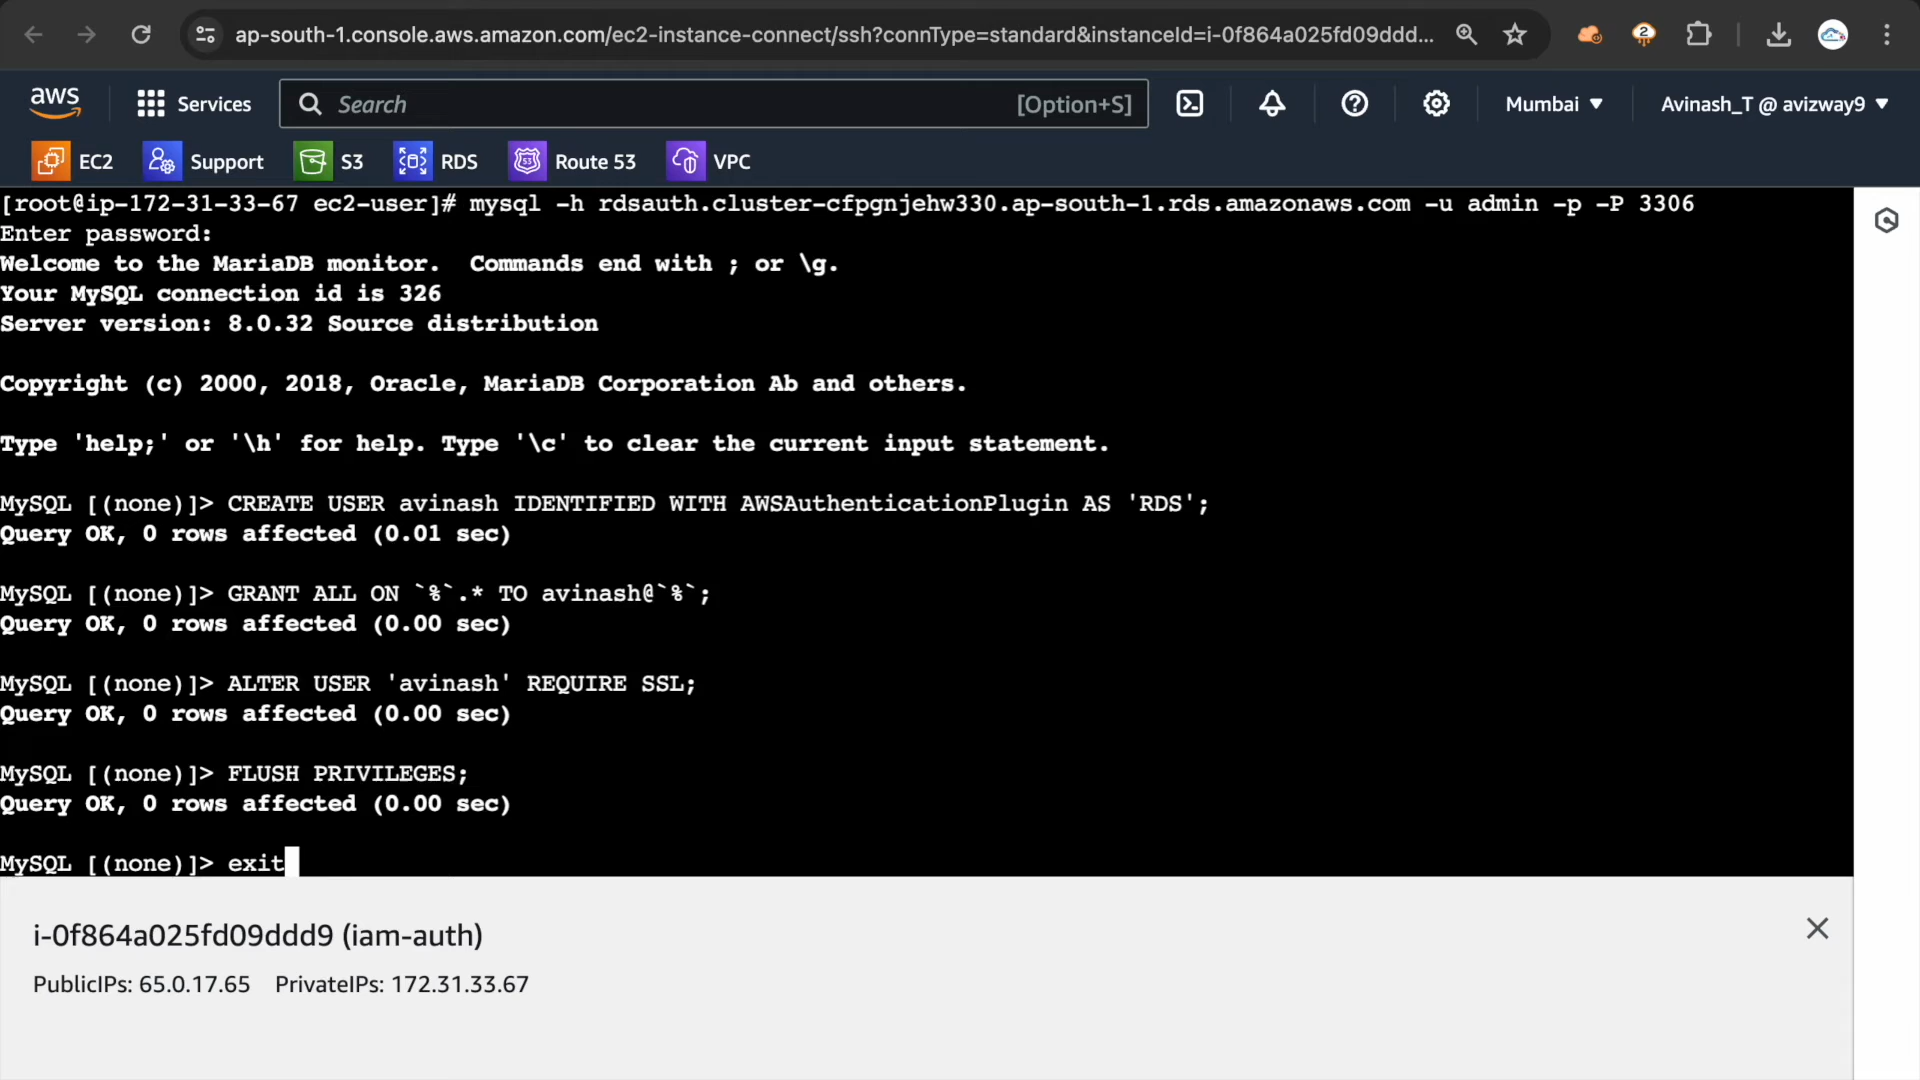 ap-south-1.console.aws.amazon.com/ec2-instance-connect/ssh?connType=standard&instanceId=i-0f864a025fd09ddd...
2
aws
Services
Search
[Option+S]
Mumbai
Avinash_T @ avizway9
EC2
Support
S3
RDS
53
Route 53
VPC
[root@ip-172-31-33-67 ec2-user]# mysql -h rdsauth.cluster-cfpgnjehw330.ap-south-1.rds.amazonaws.com -u admin -p -P 3306
Enter password:
Welcome to the MariaDB monitor.  Commands end with ; or \g.
Your MySQL connection id is 326
Server version: 8.0.32 Source distribution
Copyright (c) 2000, 2018, Oracle, MariaDB Corporation Ab and others.
Type 'help;' or '\h' for help. Type '\c' to clear the current input statement.
MySQL [(none)]> CREATE USER avinash IDENTIFIED WITH AWSAuthenticationPlugin AS 'RDS';
Query OK, 0 rows affected (0.01 sec)
MySQL [(none)]> GRANT ALL ON `%`.* TO avinash@`%`;
Query OK, 0 rows affected (0.00 sec)
MySQL [(none)]> ALTER USER 'avinash' REQUIRE SSL;
Query OK, 0 rows affected (0.00 sec)
MySQL [(none)]> FLUSH PRIVILEGES;
Query OK, 0 rows affected (0.00 sec)
MySQL [(none)]> exit
i-0f864a025fd09ddd9 (iam-auth)
PublicIPs: 65.0.17.65    PrivateIPs: 172.31.33.67